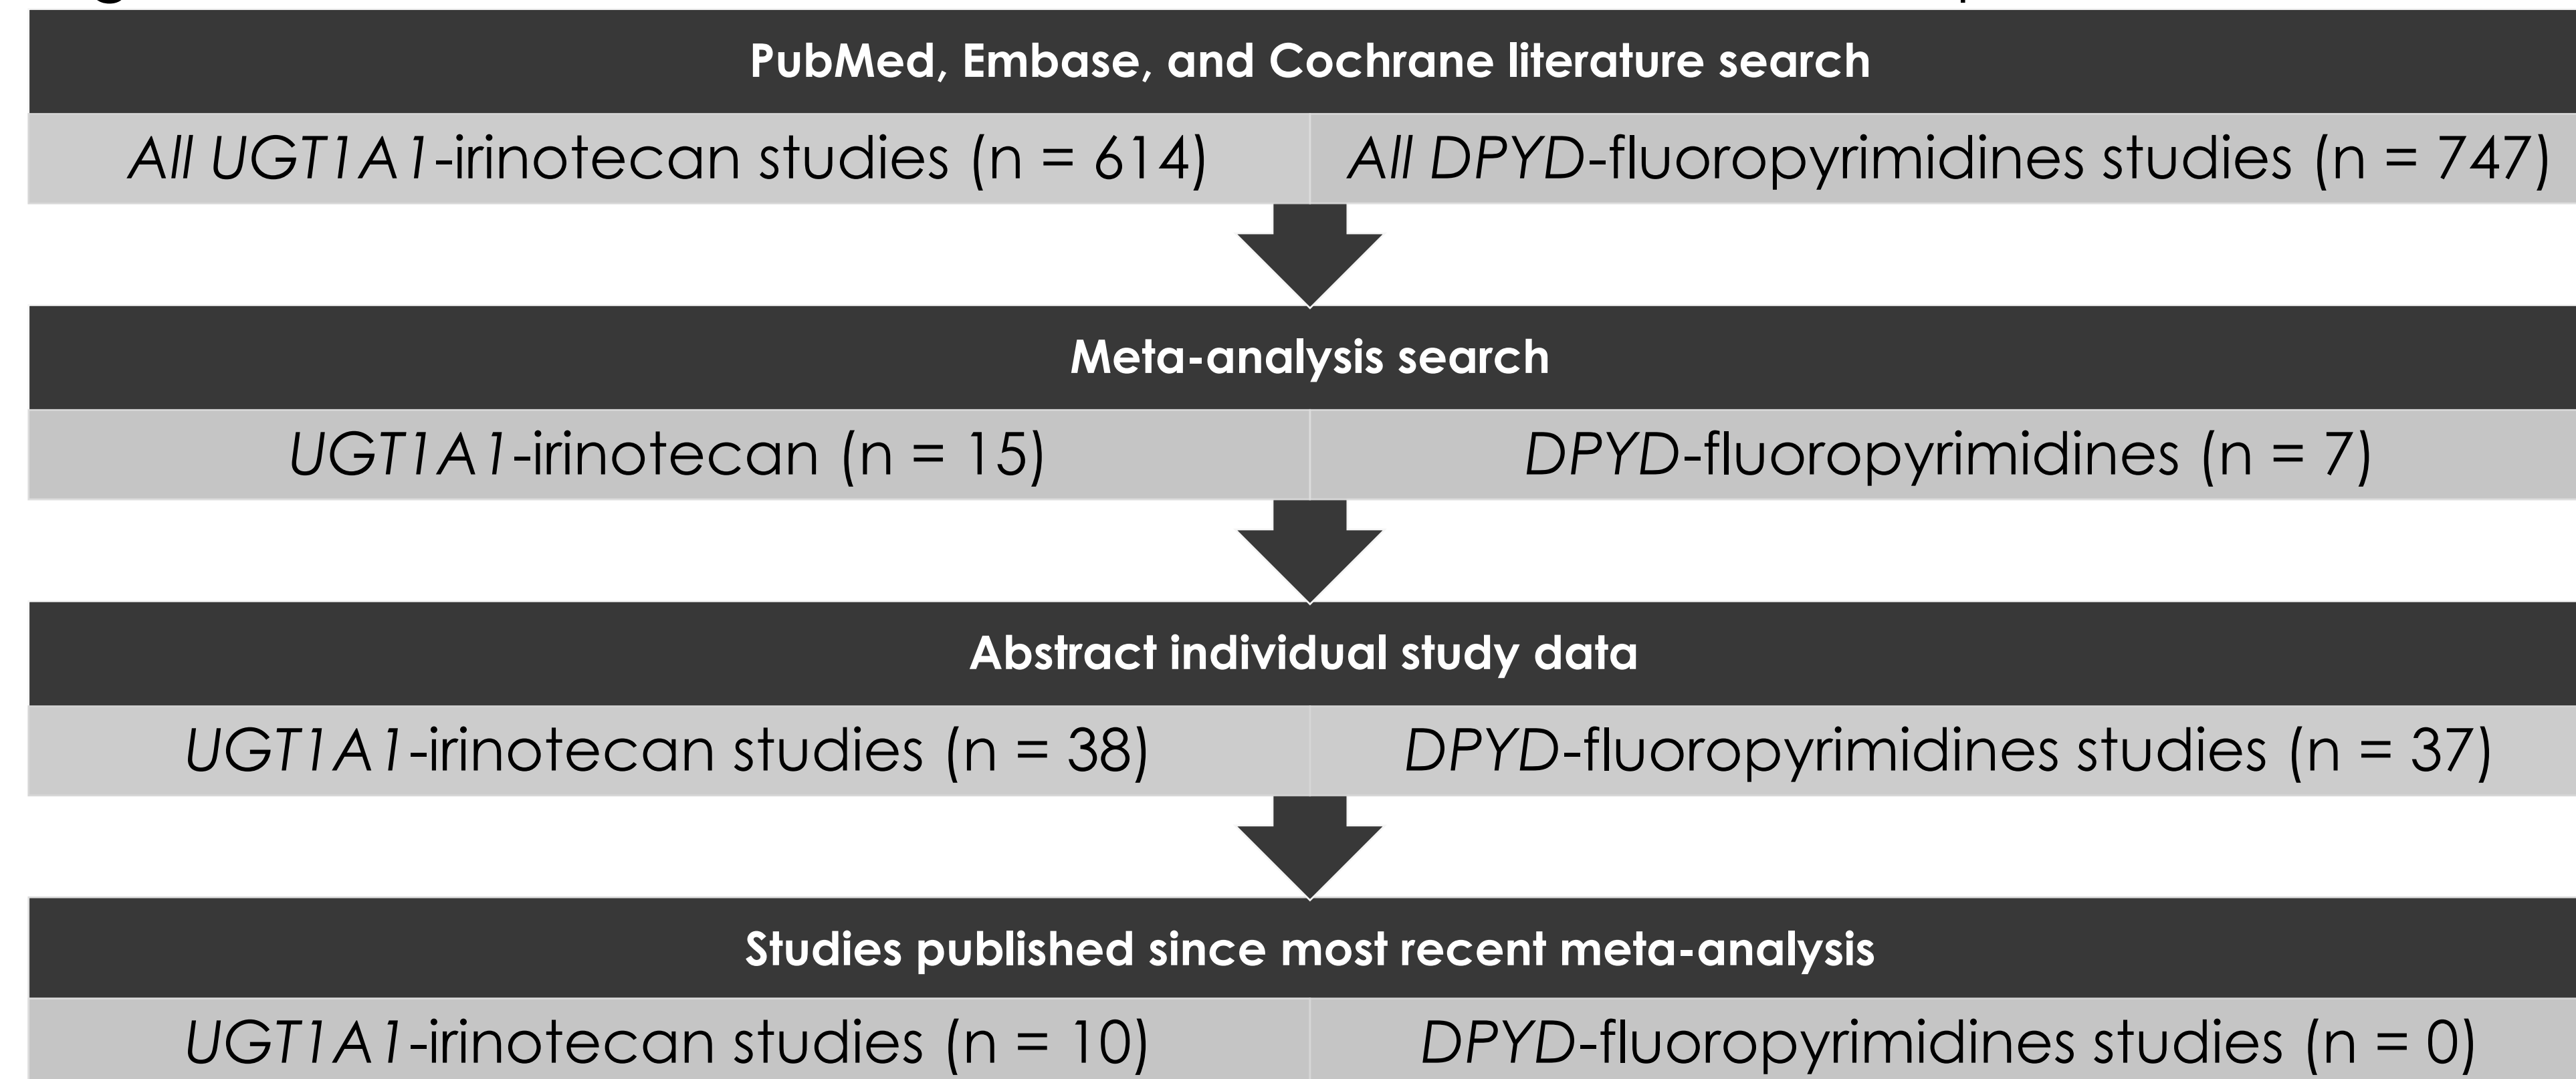 PubMed, Embase, and Cochrane literature search
All UGT1A1-irinotecan studies (n = 614)
All DPYD-fluoropyrimidines studies (n = 747)
Meta-analysis search
UGT1A1-irinotecan (n = 15)
DPYD-fluoropyrimidines (n = 7)
Abstract individual study data
UGT1A1-irinotecan studies (n = 38)
DPYD-fluoropyrimidines studies (n = 37)
Studies published since most recent meta-analysis
UGT1A1-irinotecan studies (n = 10)
DPYD-fluoropyrimidines studies (n = 0)